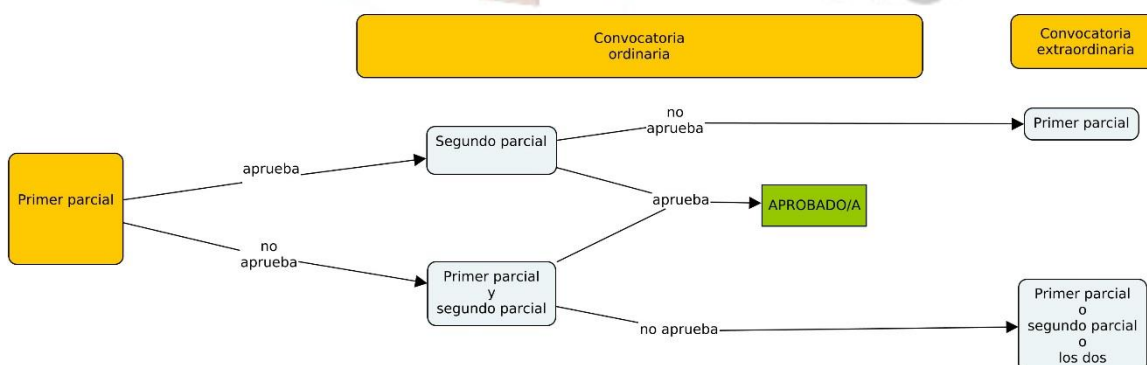 Convocatoria
ordinaria
Convocatoria
extraordinaria
no
aprueba
Primer parcial
Segundo parcial
aprueba
Primer parcial
aprueba
APROBADO/A
no
aprueba
Primer parcial
y
segundo parcial
no aprueba
Primer parcial
o
segundo parcial
o
los dos